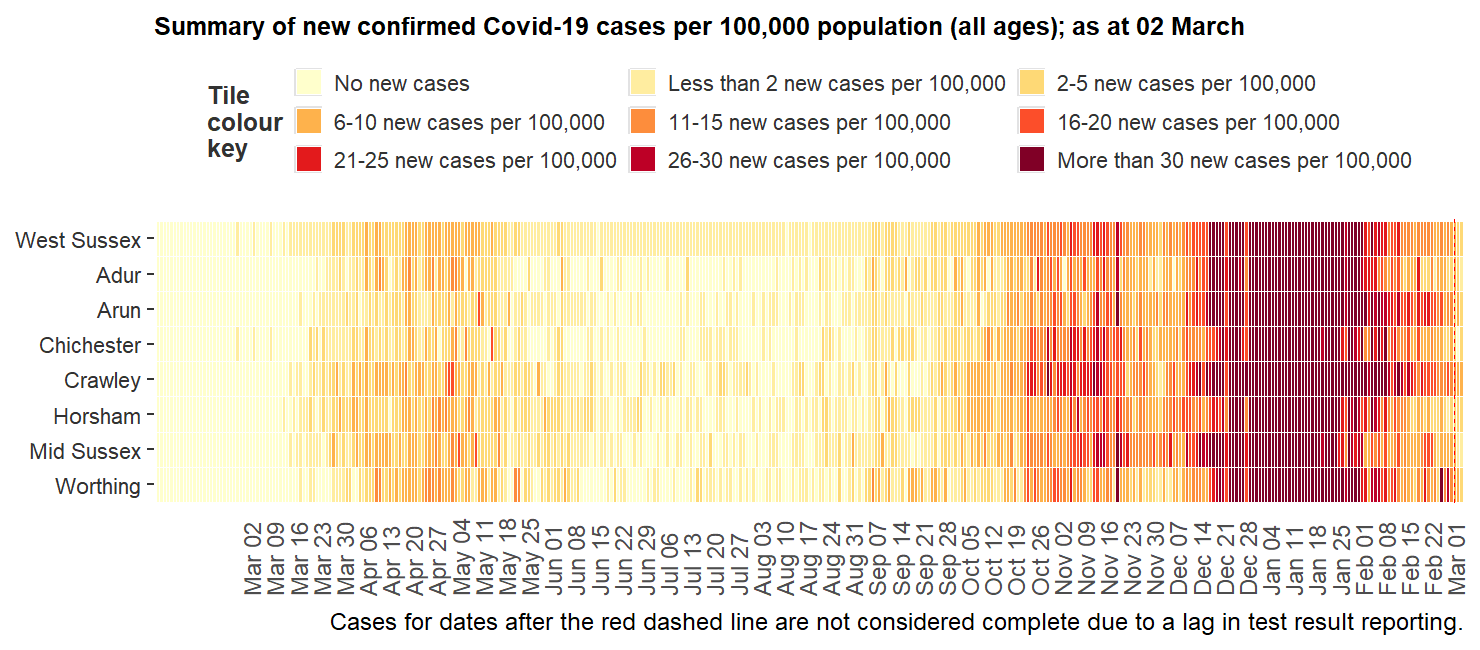 Summary of new confirmed Covid-19 cases per 100,000 population (all ages); as at 02 March
Tile
colour
key
No new cases
Less than 2 new cases per 100,000
2-5 new cases per 100,000
6-10 new cases per 100,000
11-15 new cases per 100,000
16-20 new cases per 100,000
21-25 new cases per 100,000
26-30 new cases per 100,000
More than 30 new cases per 100,000
West Sussex
Adur
Arun
Chichester
Crawley
Horsham
Mid Sussex
Worthing
Mar 02
Mar 09
Mar 16
Mar 23
Mar 30
Apr 06
Apr 13
Apr 20
Apr 27
May 04
May 11
May 18
May 25
Jun 01
Jun 08
Jun 15
Jun 22
Jun 29
Jul 06
Jul 13
Jul 20
Jul 27
Aug 03
Aug 10
Aug 17
Aug 24
Aug 31
Sep 07
Sep 14
Sep 21
Sep 28
Oct 05
Oct 12
Oct 19
Oct 26
Nov 02
Nov 09
Nov 16
Nov 23
Nov 30
Dec 07
Dec 14
Dec 21
Dec 28
Jan 04
Jan 11
Jan 18
Jan 25
Feb 01
Feb 08
Feb 15
Feb 22
Mar 01
Cases for dates after the red dashed line are not considered complete due to a lag in test result reporting.